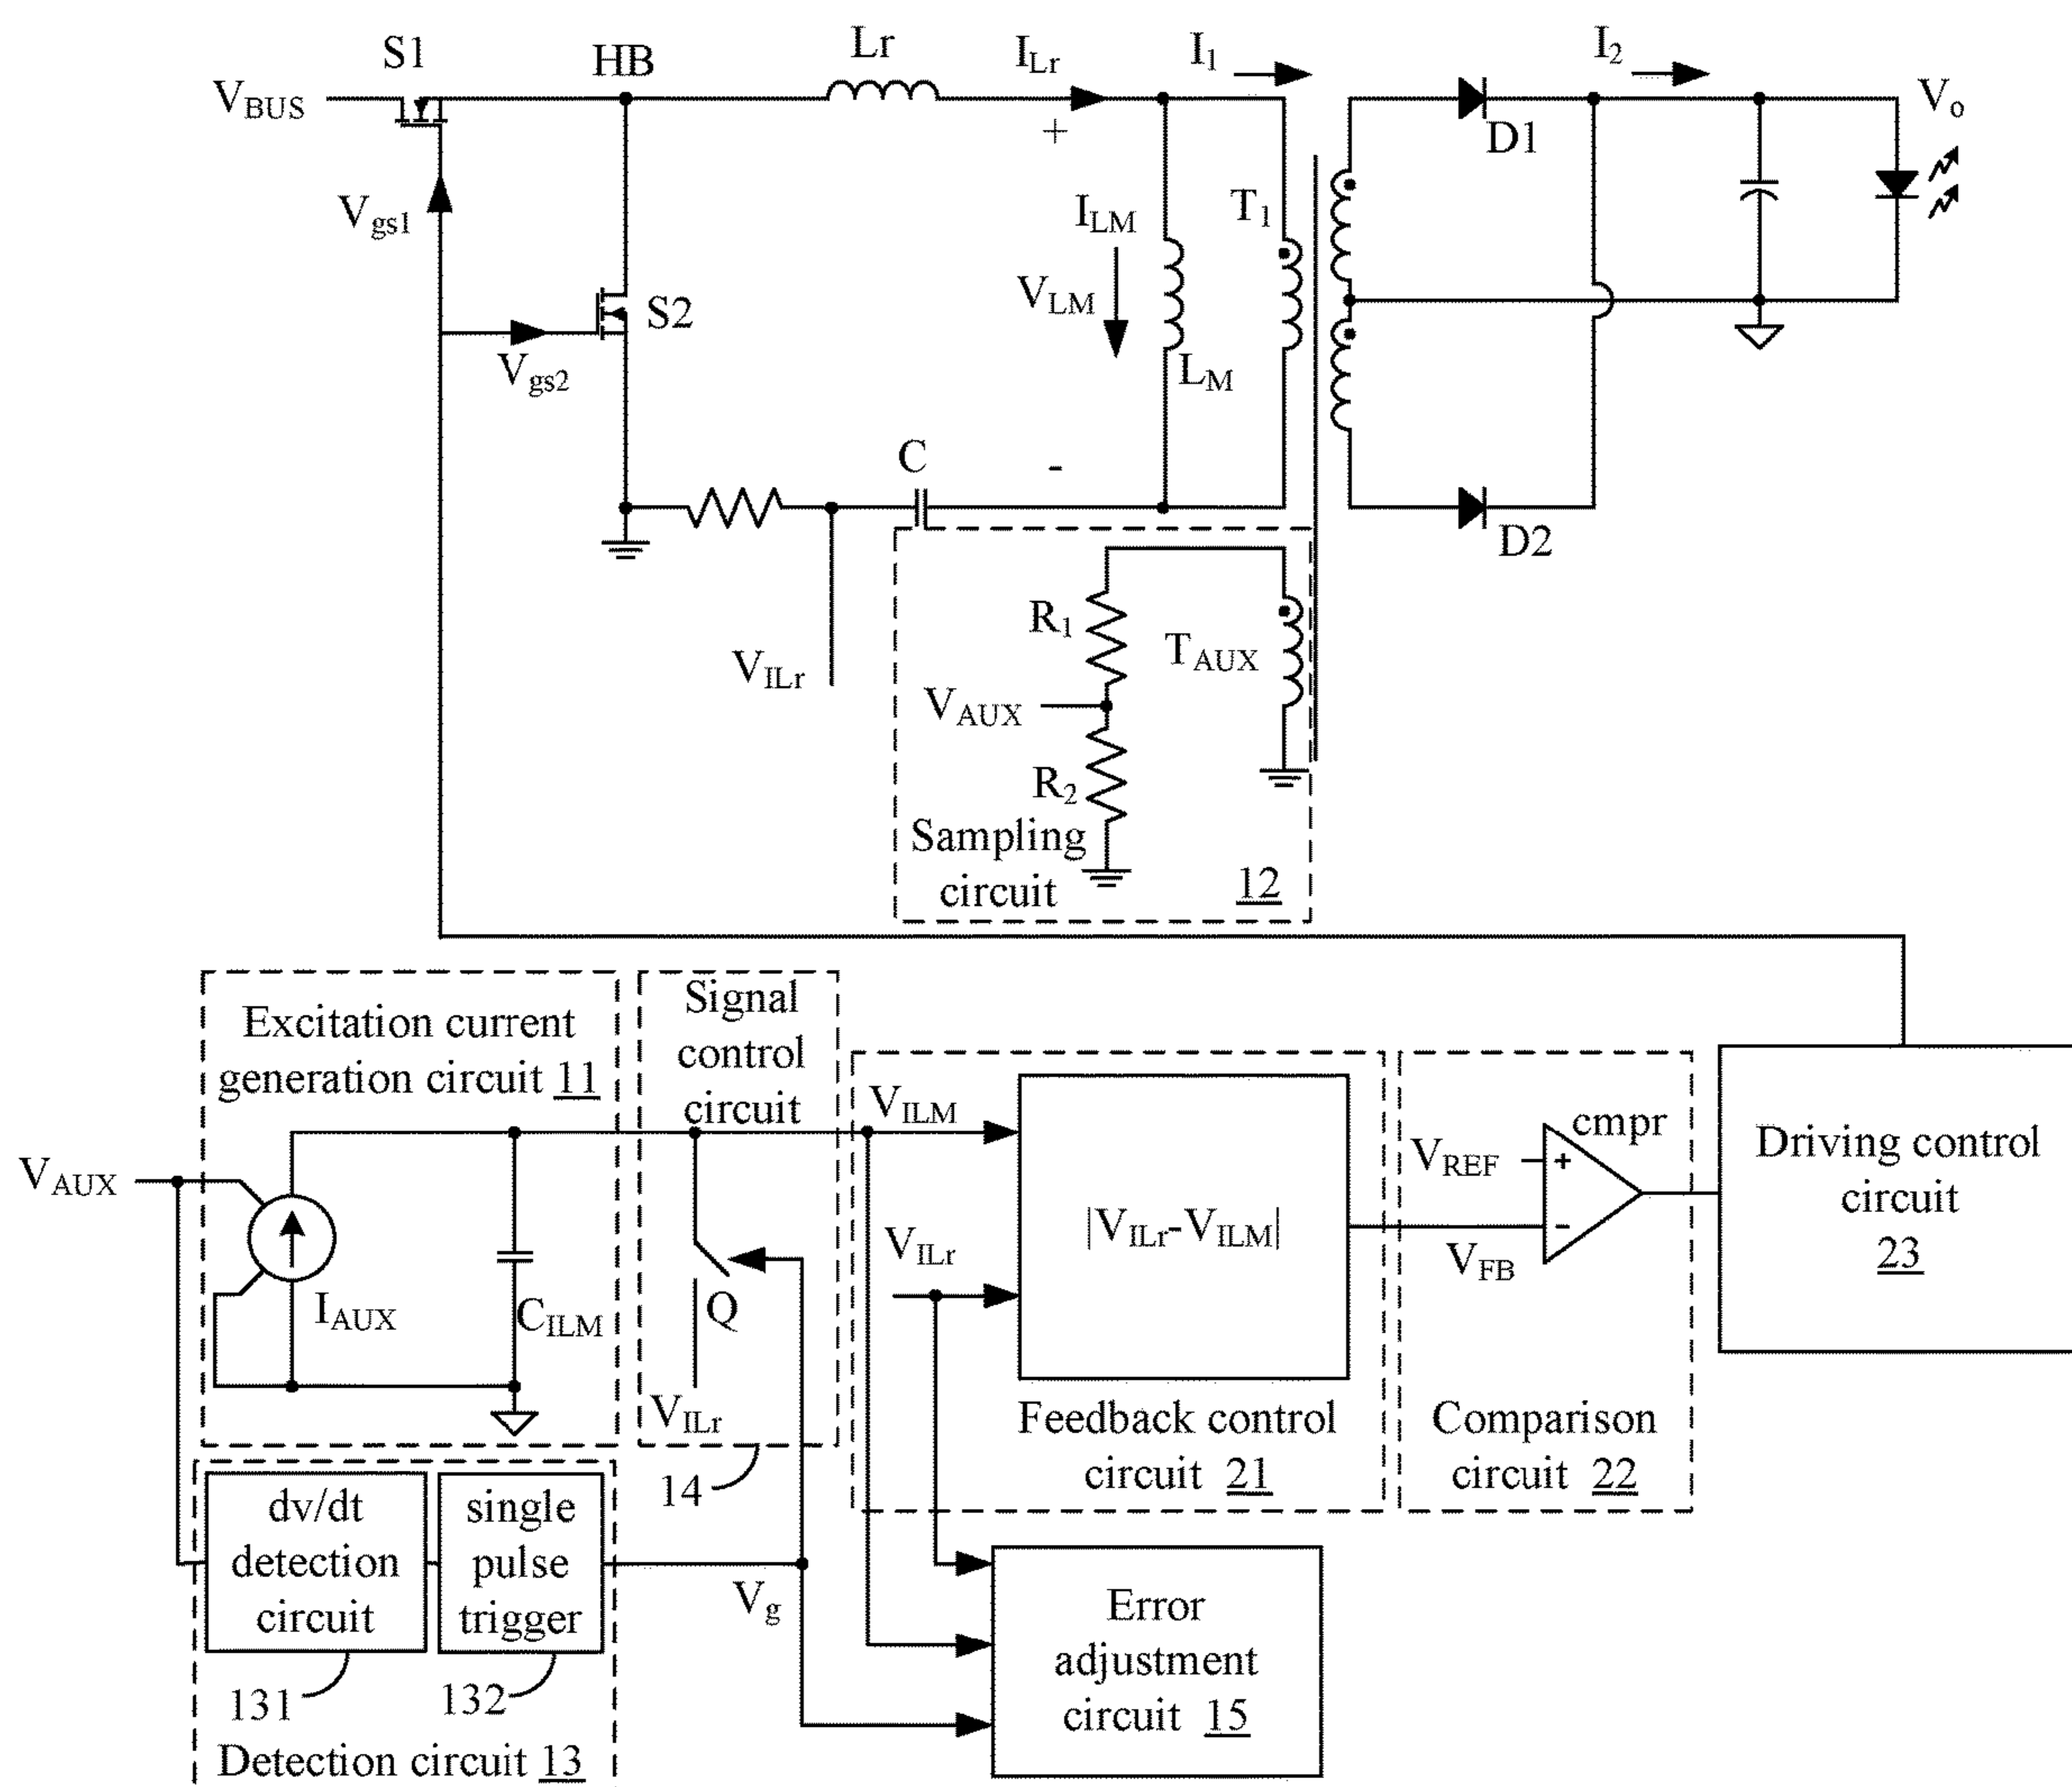 S1
HB
Lr
ILr
I1
I2
VBUS
Vo
+
D1
Vgs1
ILM
T1
VLM
S2
Vgs2
LM
C
-
D2
R1
TAUX
VILr
VAUX
R2
Sampling
circuit 12
Excitation current
generation circuit 11
Signal
control
circuit
VILM
cmpr
VREF
+
Driving control
circuit
23
VAUX
|VILr-VILM|
VILr
-
VFB
IAUX
CILM
Q
VILr
Feedback control
circuit 21
Comparison
circuit 22
14
dv/dt
detection
circuit
single
pulse
trigger
Vg
Error
adjustment
circuit 15
131
132
Detection circuit 13